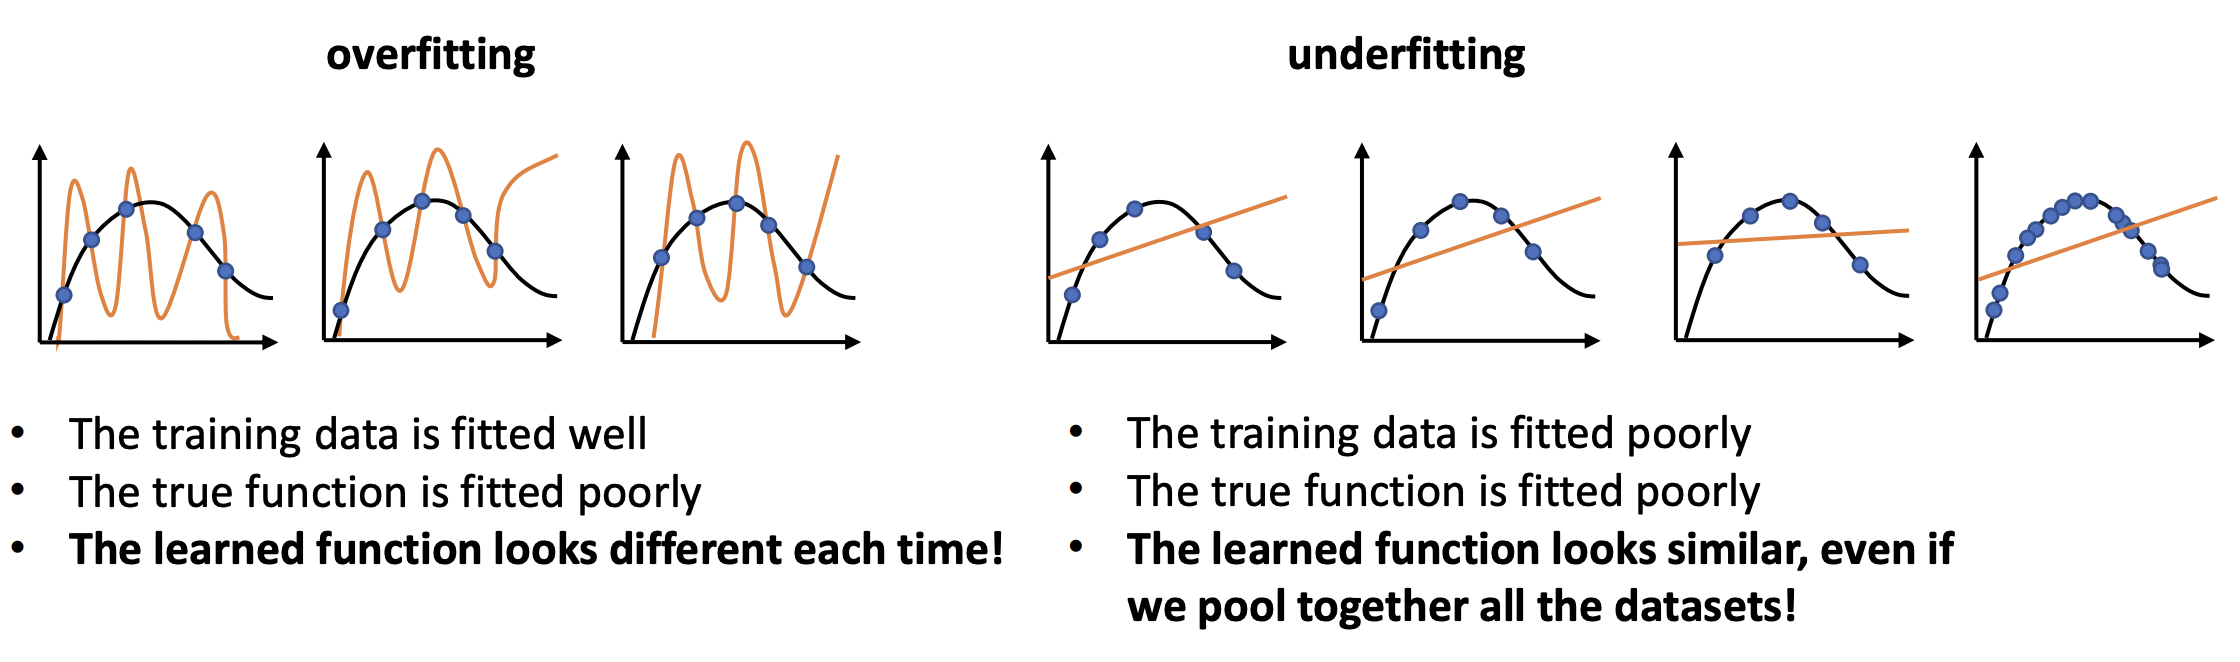 overfitting
underfitting
• The training data is fitted well
• The true function is fitted poorly
• The learned function looks different each time!
• The training data is fitted poorly
• The true function is fitted poorly
• The learned function looks similar, even if
we pool together all the datasets!